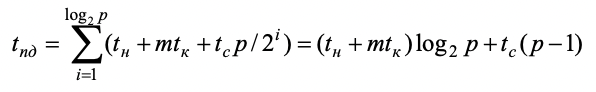 t_{пд} = \sum_{i=1}^{\log_2 p} (t_н + mt_к + t_c p / 2^i) = (t_н + mt_к) \log_2 p + t_c (p − 1)